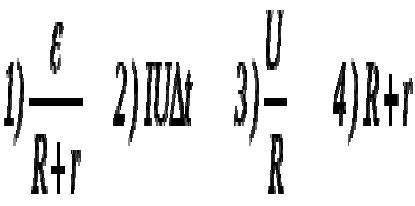 1) ε/(R+r) 2) IUΔt 3) U/R 4) R+r